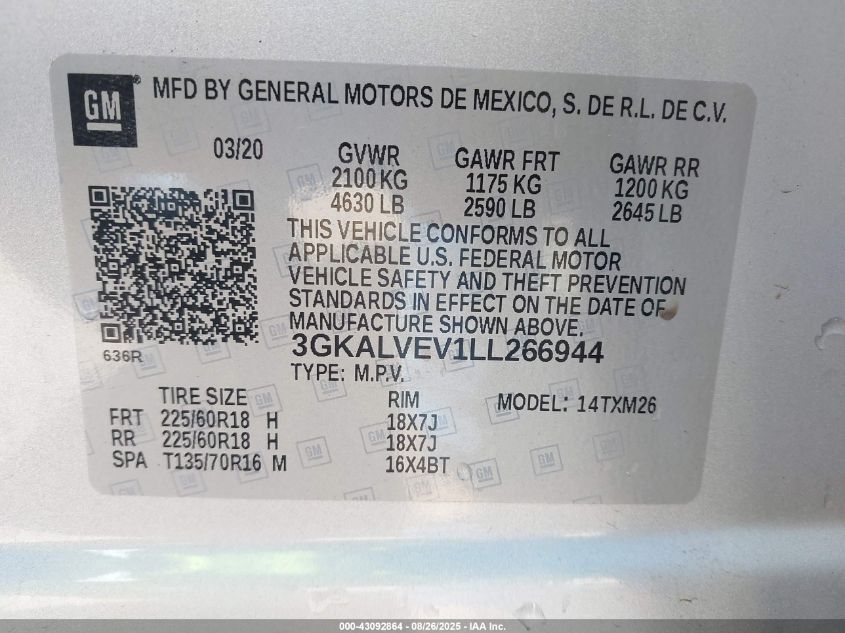 GM ® MFD BY GENERAL MOTORS DE MEXICO, S. DE R.L. DE C.V.
03/20 GVWR GAWR FRT GAWR RR
2100 KG 1175 KG 1200 KG
4630 LB 2590 LB 2645 LB
THIS VEHICLE CONFORMS TO ALL
APPLICABLE U.S. FEDERAL MOTOR
VEHICLE SAFETY AND THEFT PREVENTION
STANDARDS IN EFFECT ON THE DATE OF
MANUFACTURE SHOWN ABOVE.
636R 3GKALVEV1LL266944
TYPE: M.P.V.
TIRE SIZE RIM MODEL: 14TXM26
FRT 225/60R18 H 18X7J
RR 225/60R18 H 18X7J
SPA T135/70R16 M 16X4BT
000-43092864 - 08/26/2025 - IAA Inc.